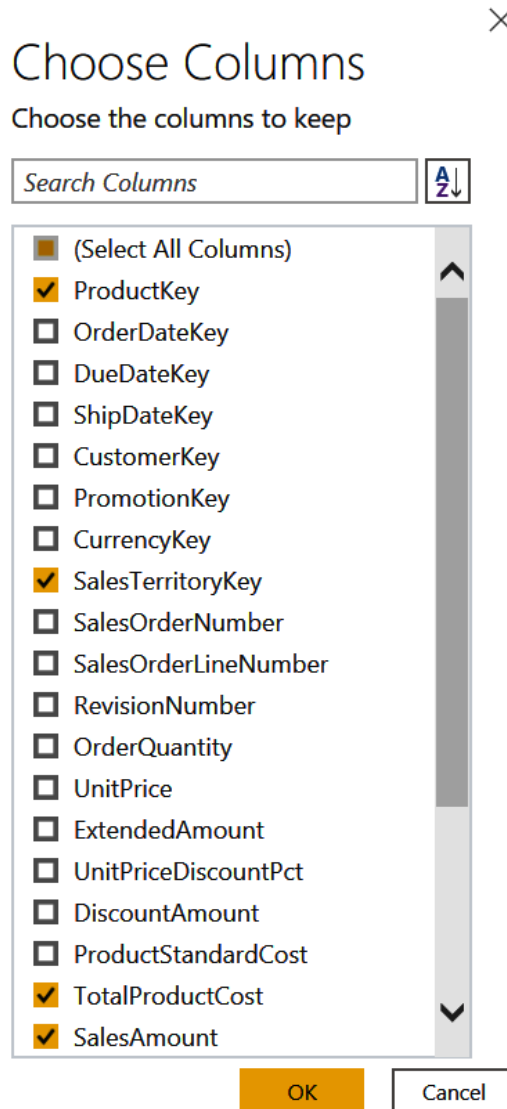 Choose Columns
Choose the columns to keep
Search Columns
A
Z
(Select All Columns)
ProductKey
OrderDateKey
DueDateKey
ShipDateKey
CustomerKey
PromotionKey
CurrencyKey
SalesTerritoryKey
SalesOrderNumber
SalesOrderLineNumber
RevisionNumber
OrderQuantity
UnitPrice
ExtendedAmount
UnitPriceDiscountPct
DiscountAmount
ProductStandardCost
TotalProductCost
SalesAmount
OK Cancel